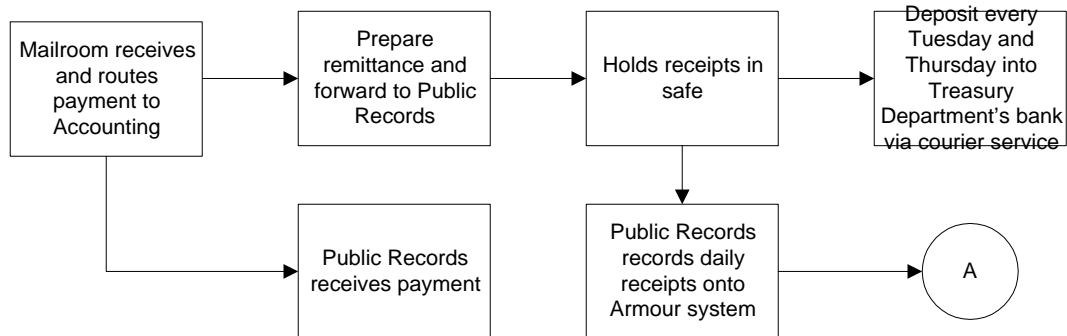 Mailroom receives
and routes
payment to
Accounting
Prepare
remittance and
forward to Public
Records
Holds receipts in
safe
Deposit every
Tuesday and
Thursday into
Treasury
Department’s bank
via courier service
Public Records
receives payment
Public Records
records daily
receipts onto
Armour system
A